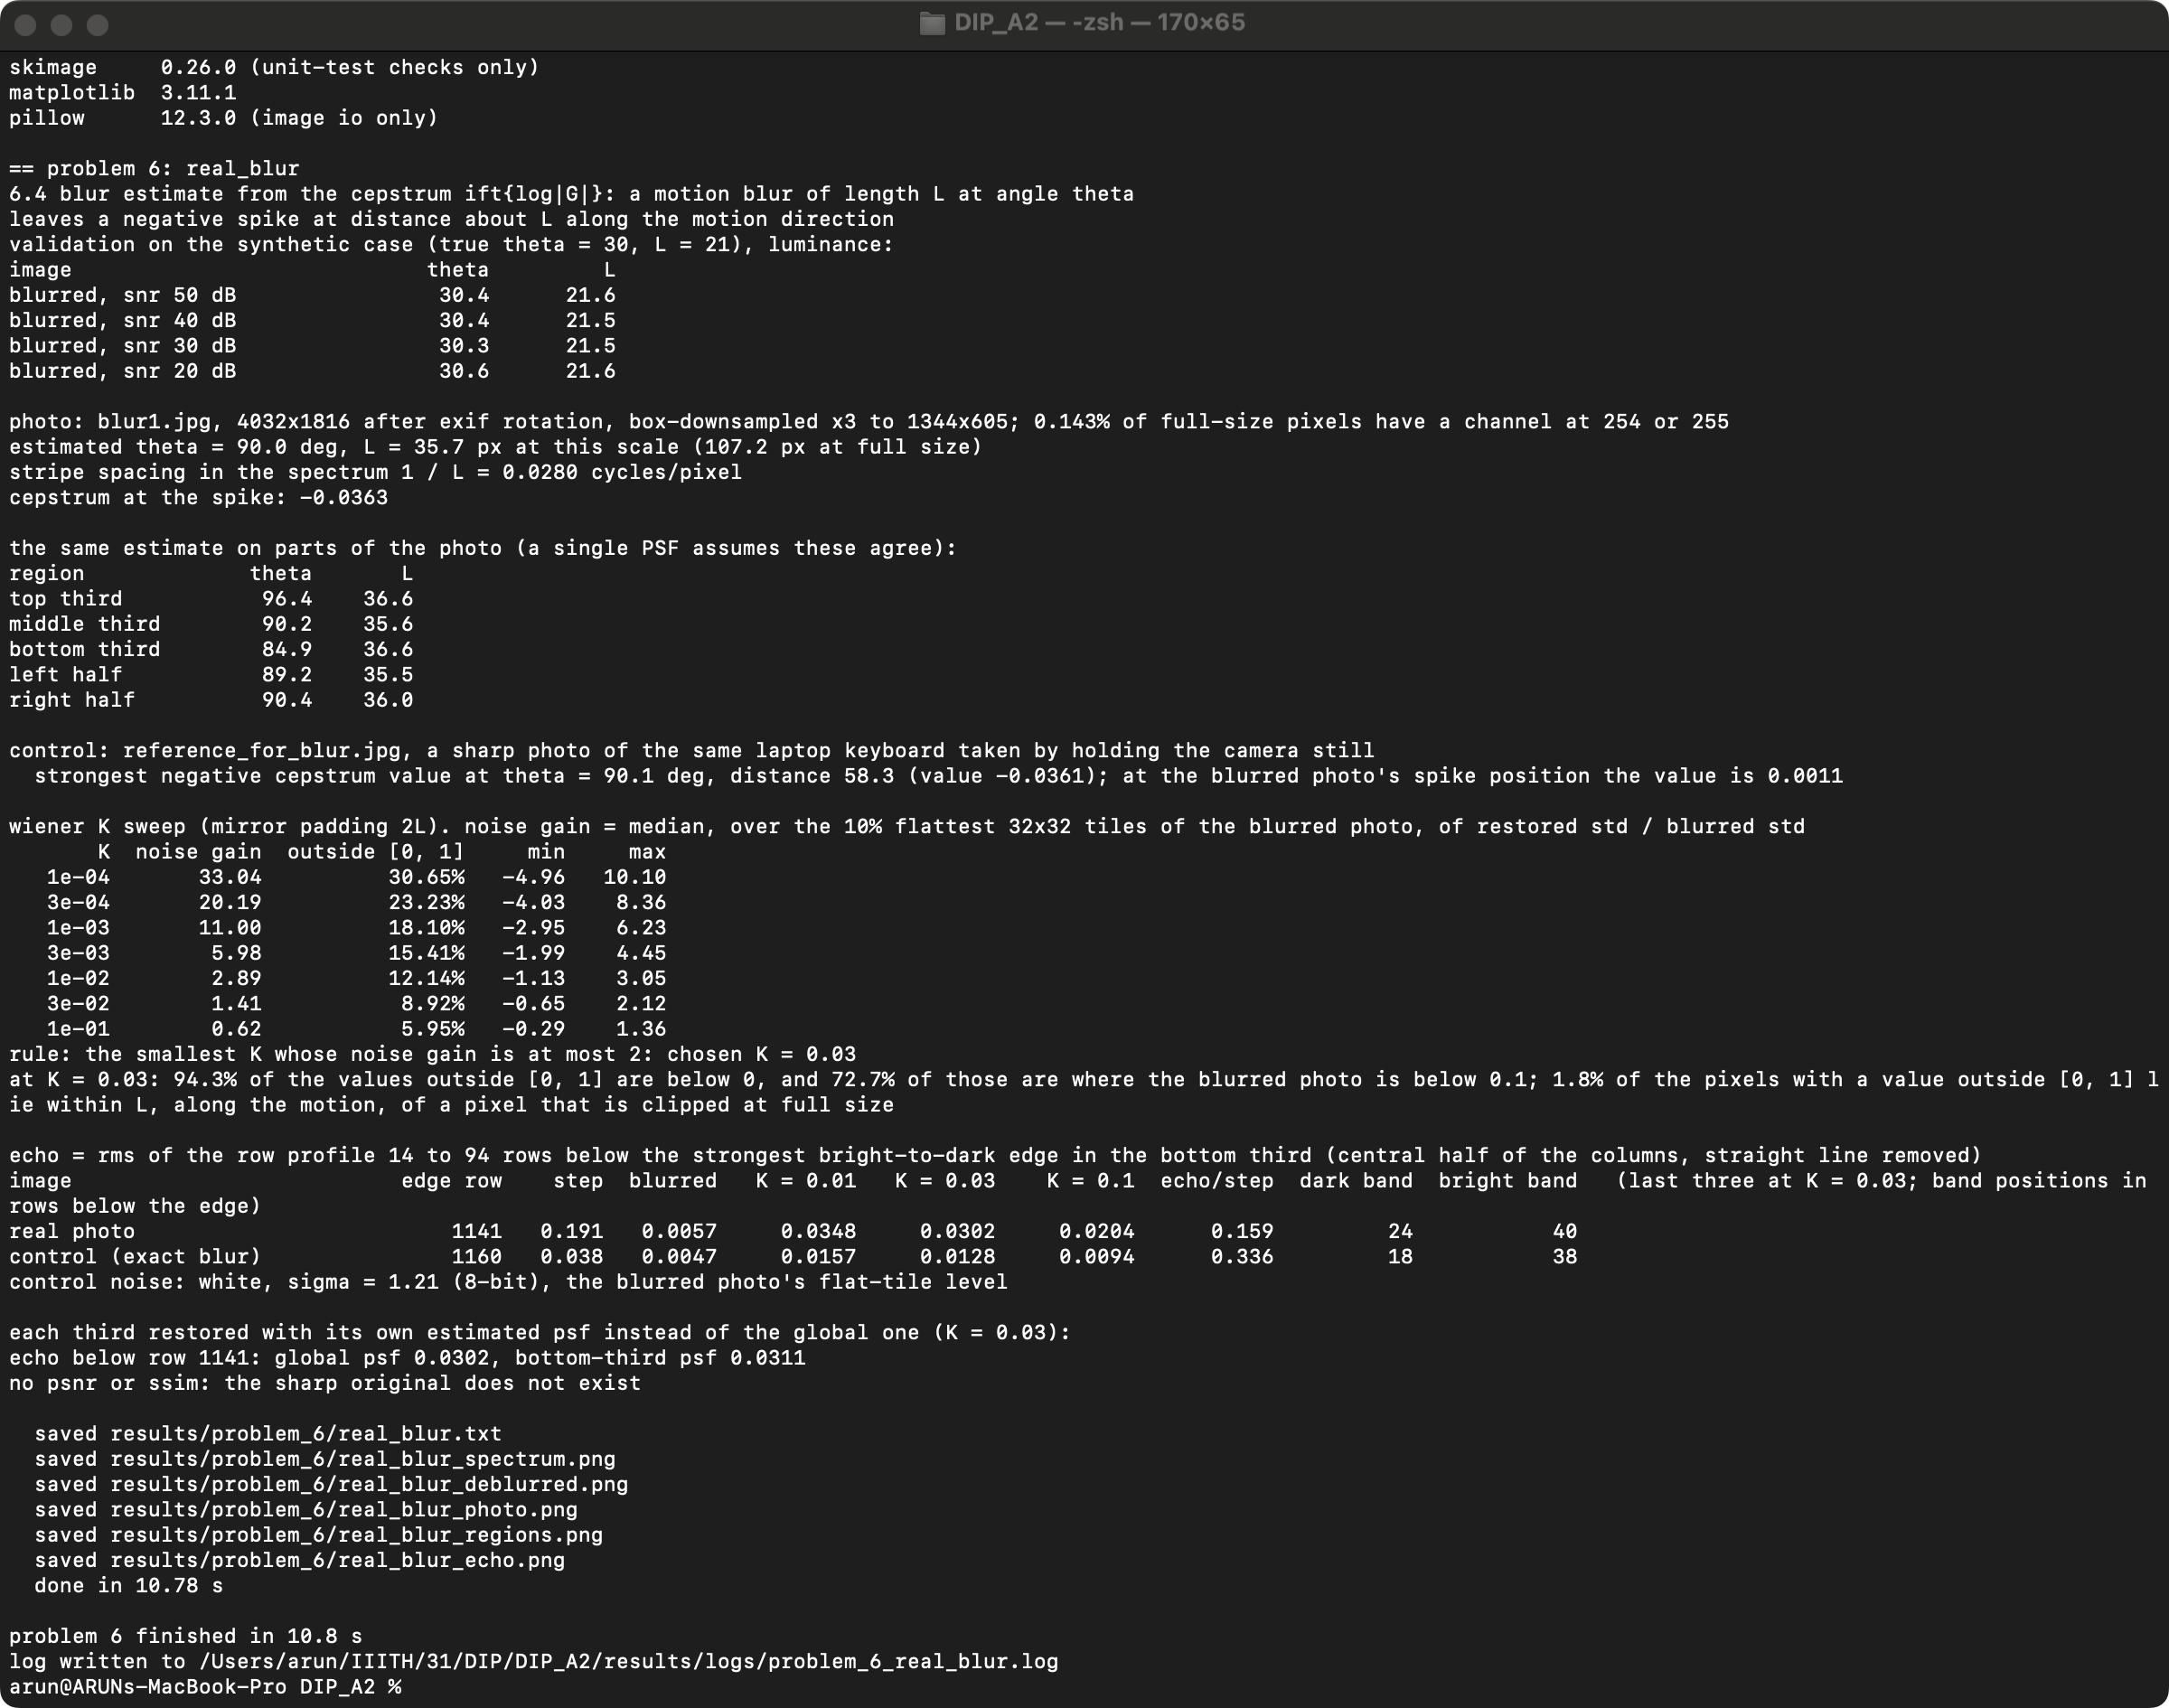 DIP_A2 — -zsh — 170×65
skimage     0.26.0 (unit-test checks only)
matplotlib  3.11.1
pillow      12.3.0 (image io only)

== problem 6: real_blur
6.4 blur estimate from the cepstrum ift{log|G|}: a motion blur of length L at angle theta
leaves a negative spike at distance about L along the motion direction
validation on the synthetic case (true theta = 30, L = 21), luminance:
image                            theta         L
blurred, snr 50 dB                30.4      21.6
blurred, snr 40 dB                30.4      21.5
blurred, snr 30 dB                30.3      21.5
blurred, snr 20 dB                30.6      21.6

photo: blur1.jpg, 4032x1816 after exif rotation, box-downsampled x3 to 1344x605; 0.143% of full-size pixels have a channel at 254 or 255
estimated theta = 90.0 deg, L = 35.7 px at this scale (107.2 px at full size)
stripe spacing in the spectrum 1 / L = 0.0280 cycles/pixel
cepstrum at the spike: -0.0363

the same estimate on parts of the photo (a single PSF assumes these agree):
region             theta       L
top third           96.4    36.6
middle third        90.2    35.6
bottom third        84.9    36.6
left half           89.2    35.5
right half          90.4    36.0

control: reference_for_blur.jpg, a sharp photo of the same laptop keyboard taken by holding the camera still
  strongest negative cepstrum value at theta = 90.1 deg, distance 58.3 (value -0.0361); at the blurred photo's spike position the value is 0.0011

wiener K sweep (mirror padding 2L). noise gain = median, over the 10% flattest 32x32 tiles of the blurred photo, of restored std / blurred std
       K  noise gain  outside [0, 1]     min     max
   1e-04       33.04          30.65%   -4.96   10.10
   3e-04       20.19          23.23%   -4.03    8.36
   1e-03       11.00          18.10%   -2.95    6.23
   3e-03        5.98          15.41%   -1.99    4.45
   1e-02        2.89          12.14%   -1.13    3.05
   3e-02        1.41           8.92%   -0.65    2.12
   1e-01        0.62           5.95%   -0.29    1.36
rule: the smallest K whose noise gain is at most 2: chosen K = 0.03
at K = 0.03: 94.3% of the values outside [0, 1] are below 0, and 72.7% of those are where the blurred photo is below 0.1; 1.8% of the pixels with a value outside [0, 1] l
ie within L, along the motion, of a pixel that is clipped at full size

echo = rms of the row profile 14 to 94 rows below the strongest bright-to-dark edge in the bottom third (central half of the columns, straight line removed)
image                          edge row    step  blurred   K = 0.01   K = 0.03    K = 0.1  echo/step  dark band  bright band   (last three at K = 0.03; band positions in
rows below the edge)
real photo                         1141   0.191   0.0057     0.0348     0.0302     0.0204      0.159         24           40
control (exact blur)               1160   0.038   0.0047     0.0157     0.0128     0.0094      0.336         18           38
control noise: white, sigma = 1.21 (8-bit), the blurred photo's flat-tile level

each third restored with its own estimated psf instead of the global one (K = 0.03):
echo below row 1141: global psf 0.0302, bottom-third psf 0.0311
no psnr or ssim: the sharp original does not exist

  saved results/problem_6/real_blur.txt
  saved results/problem_6/real_blur_spectrum.png
  saved results/problem_6/real_blur_deblurred.png
  saved results/problem_6/real_blur_photo.png
  saved results/problem_6/real_blur_regions.png
  saved results/problem_6/real_blur_echo.png
  done in 10.78 s

problem 6 finished in 10.8 s
log written to /Users/arun/IIITH/31/DIP/DIP_A2/results/logs/problem_6_real_blur.log
arun@ARUNs-MacBook-Pro DIP_A2 %